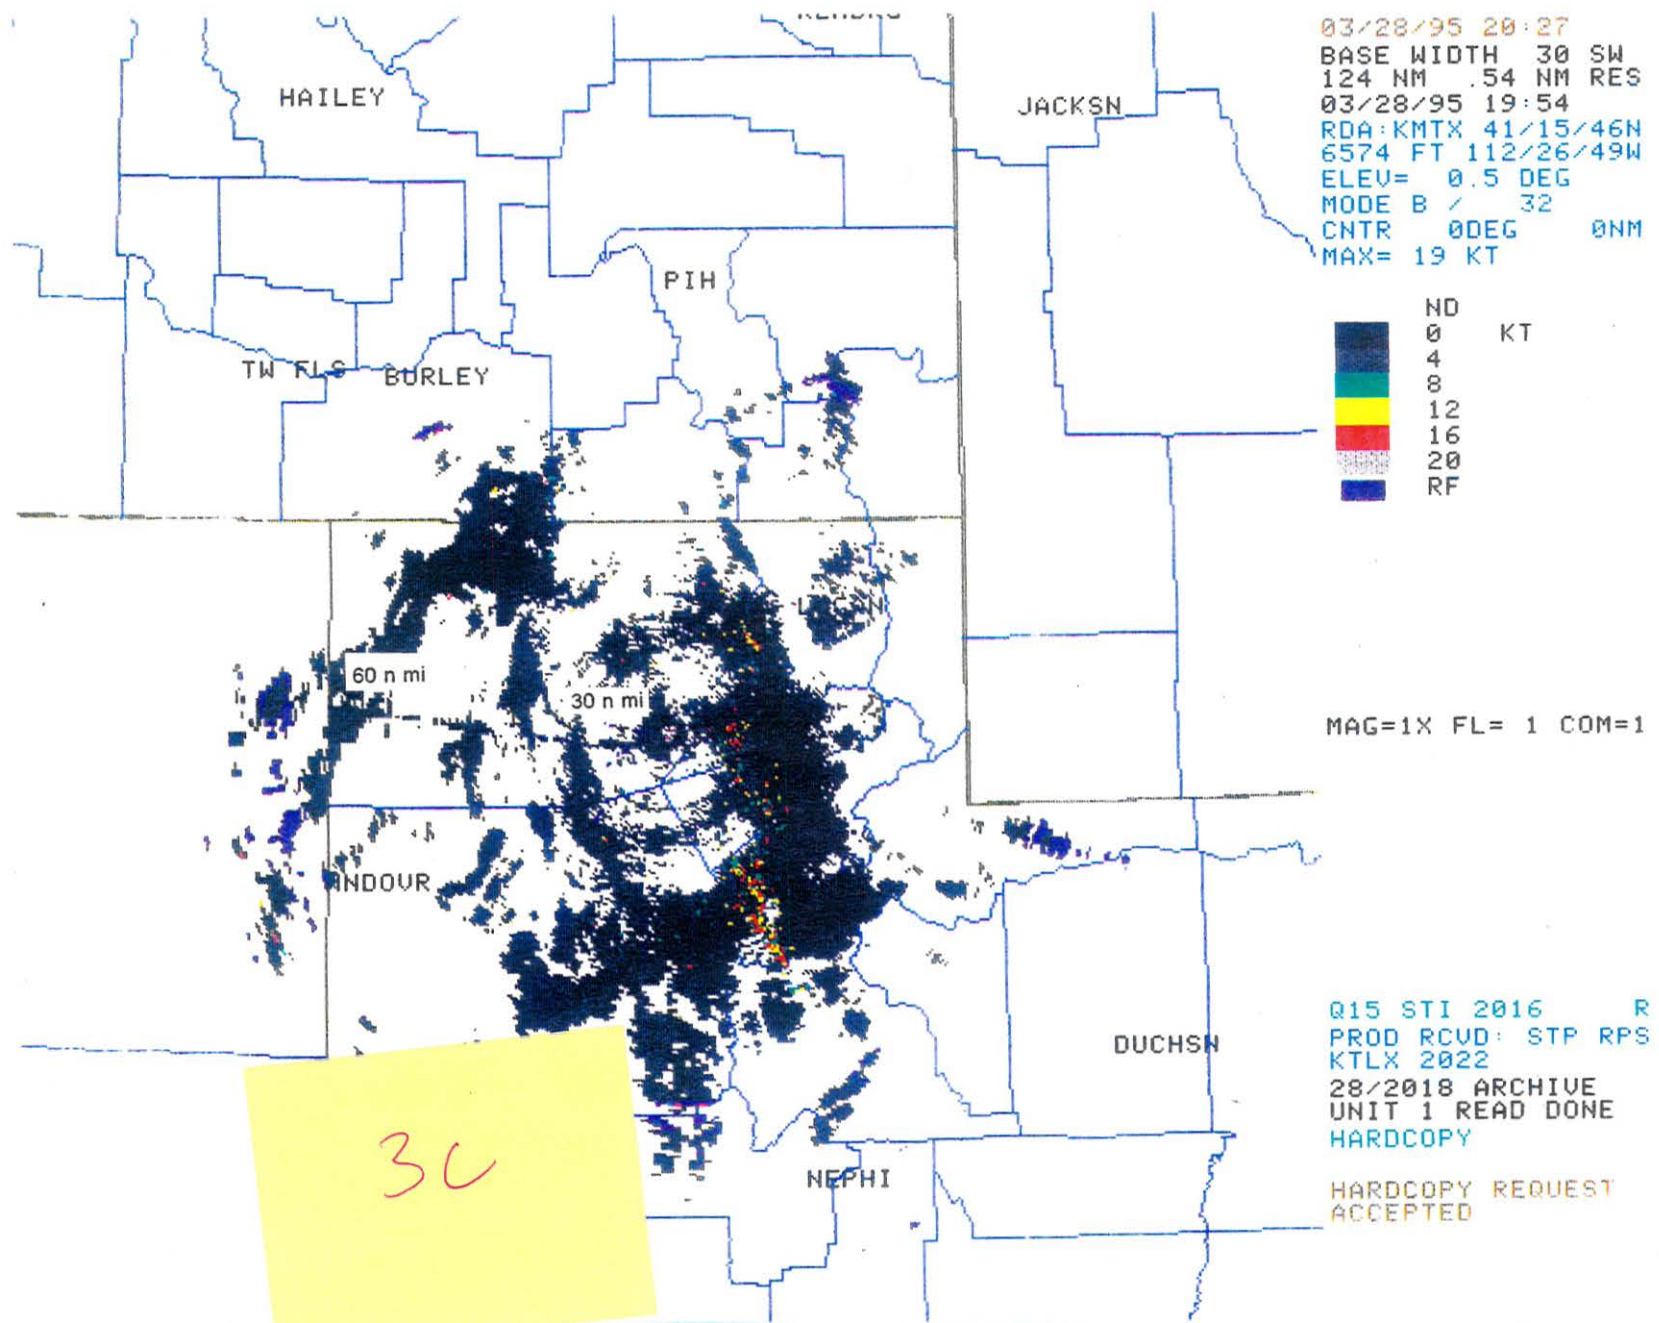 03/28/95 20:27
BASE WIDTH 30 SW
124 NM .54 NM RES
03/28/95 19:54
RDA:KMTX 41/15/46N
6574 FT 112/26/49W
ELEV= 0.5 DEG
MODE B / 32
CNTR 0DEG 0NM
MAX= 19 KT
ND
0 KT
4
8
12
16
20
RF
HAILEY
JACKSN
PIH
TW FLS
BURLEY
60 n mi
30 n mi
MAG=1X FL= 1 COM=1
NDOVR
DUCHSN
NEPHI
3C
Q15 STI 2016 R
PROD RCVD: STP RPS
KTLX 2022
28/2018 ARCHIVE
UNIT 1 READ DONE
HARDCOPY
HARDCOPY REQUEST
ACCEPTED